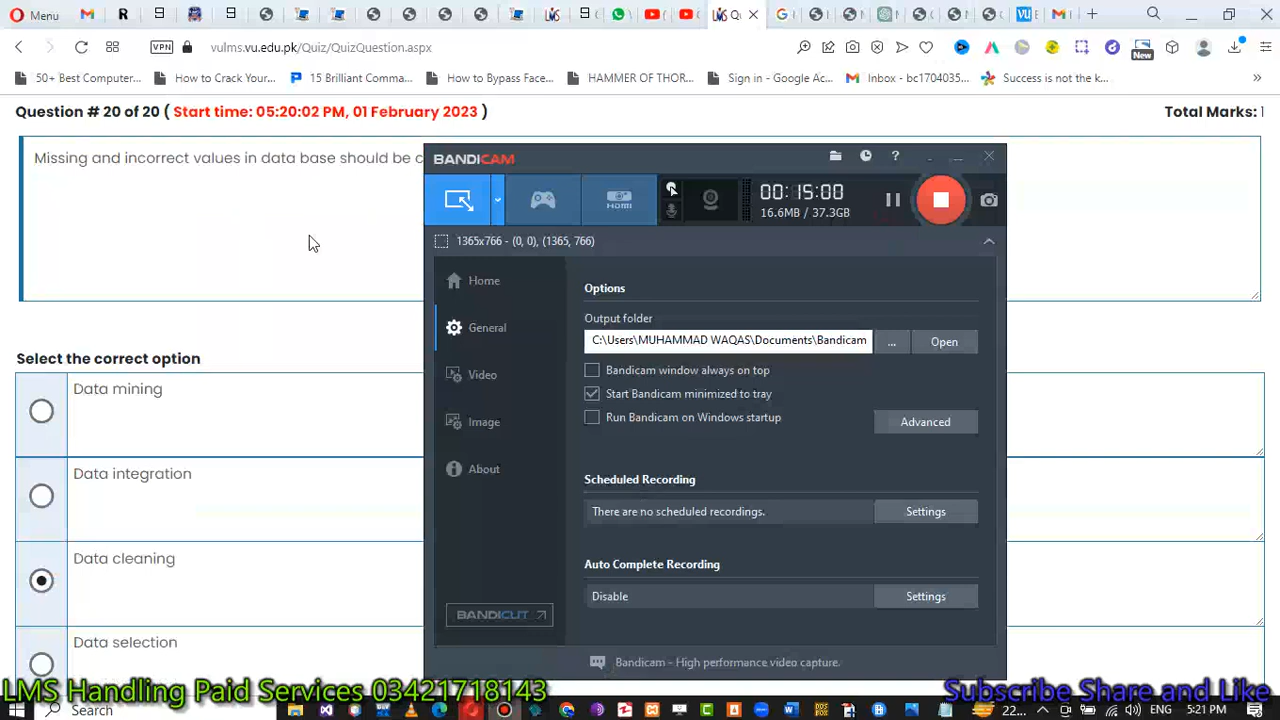 Menu
vulms.vu.edu.pk/Quiz/QuizQuestion.aspx
VPN
New
50+ Best Computer...
How to Crack Your...
15 Brilliant Comma...
How to Bypass Face...
HAMMER OF THOR...
Sign in - Google Ac...
Inbox - bc1704035...
Success is not the k...
Question # 20 of 20 ( Start time: 05:20:02 PM, 01 February 2023 )
Total Marks: 1
Missing and incorrect values in data base should be c
BANDICAM
00:15:00
16.6MB / 37.3GB
1365x766 - (0, 0), (1365, 766)
Home
General
Video
Image
About
BANDICUT
Options
Output folder
C:\Users\MUHAMMAD WAQAS\Documents\Bandicam
...
Open
Bandicam window always on top
Start Bandicam minimized to tray
Run Bandicam on Windows startup
Advanced
Scheduled Recording
There are no scheduled recordings.
Settings
Auto Complete Recording
Disable
Settings
Bandicam - High performance video capture.
Select the correct option
Data mining
Data integration
Data cleaning
Data selection
LMS Handling Paid Services 03421718143
Subscribe Share and Like
Search
22...
5:21 PM